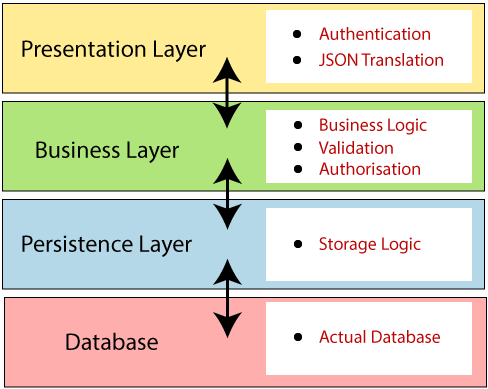 Presentation Layer
• Authentication
• JSON Translation
Business Layer
• Business Logic
• Validation
• Authorisation
Persistence Layer
• Storage Logic
Database
• Actual Database